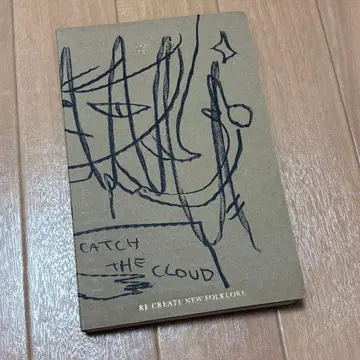 CATCH
THE CLOUD
RE CREATE NEW FOLKLORE